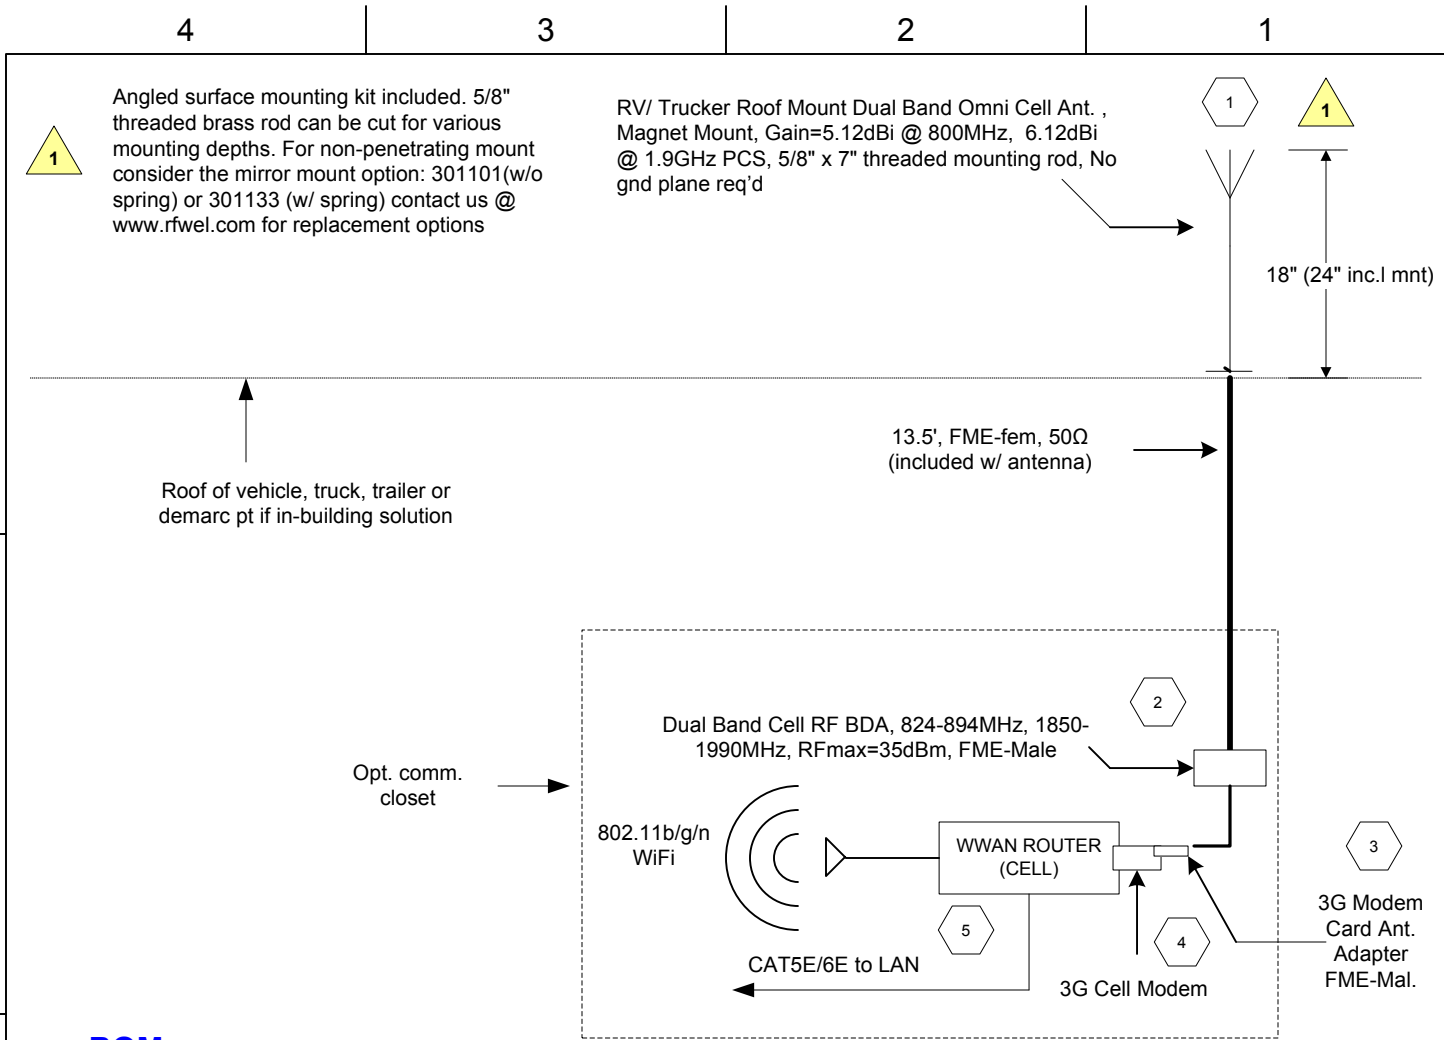 4
3
2
1
1
Angled surface mounting kit included. 5/8"
threaded brass rod can be cut for various
mounting depths. For non-penetrating mount
consider the mirror mount option: 301101(w/o
spring) or 301133 (w/ spring) contact us @
www.rfwel.com for replacement options
RV/ Trucker Roof Mount Dual Band Omni Cell Ant. ,
Magnet Mount, Gain=5.12dBi @ 800MHz, 6.12dBi
@ 1.9GHz PCS, 5/8" x 7" threaded mounting rod, No
gnd plane req'd
1
1
18" (24" inc.l mnt)
13.5', FME-fem, 50Ω
(included w/ antenna)
Roof of vehicle, truck, trailer or
demarc pt if in-building solution
2
Dual Band Cell RF BDA, 824-894MHz, 1850-
1990MHz, RFmax=35dBm, FME-Male
Opt. comm.
closet
802.11b/g/n
WiFi
WWAN ROUTER
(CELL)
3
3G Modem
Card Ant.
Adapter
FME-Mal.
5
4
CAT5E/6E to LAN
3G Cell Modem
BOM